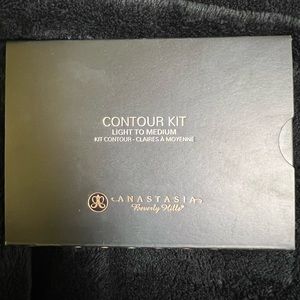 CONTOUR KIT
LIGHT TO MEDIUM
KIT CONTOUR - CLAIRES À MOYENNE
ANASTASIA
Beverly Hills